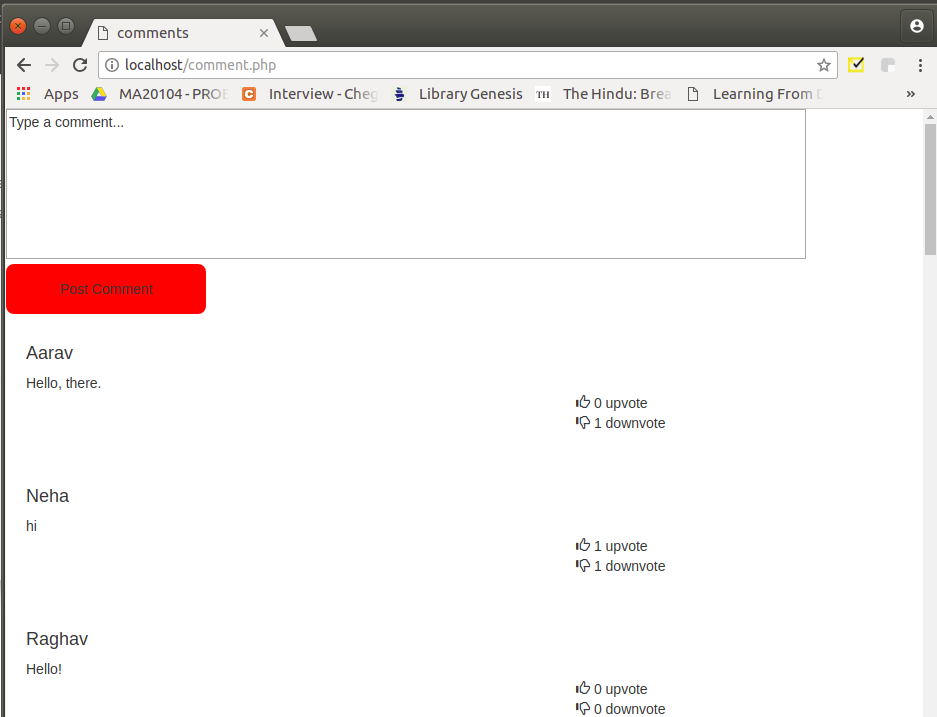 comments
localhost/comment.php
Apps MA20104 - PROB Interview - Cheg Library Genesis TH The Hindu: Brea Learning From D
Type a comment...
Post Comment
Aarav
Hello, there.
0 upvote
1 downvote
Neha
hi
1 upvote
1 downvote
Raghav
Hello!
0 upvote
0 downvote